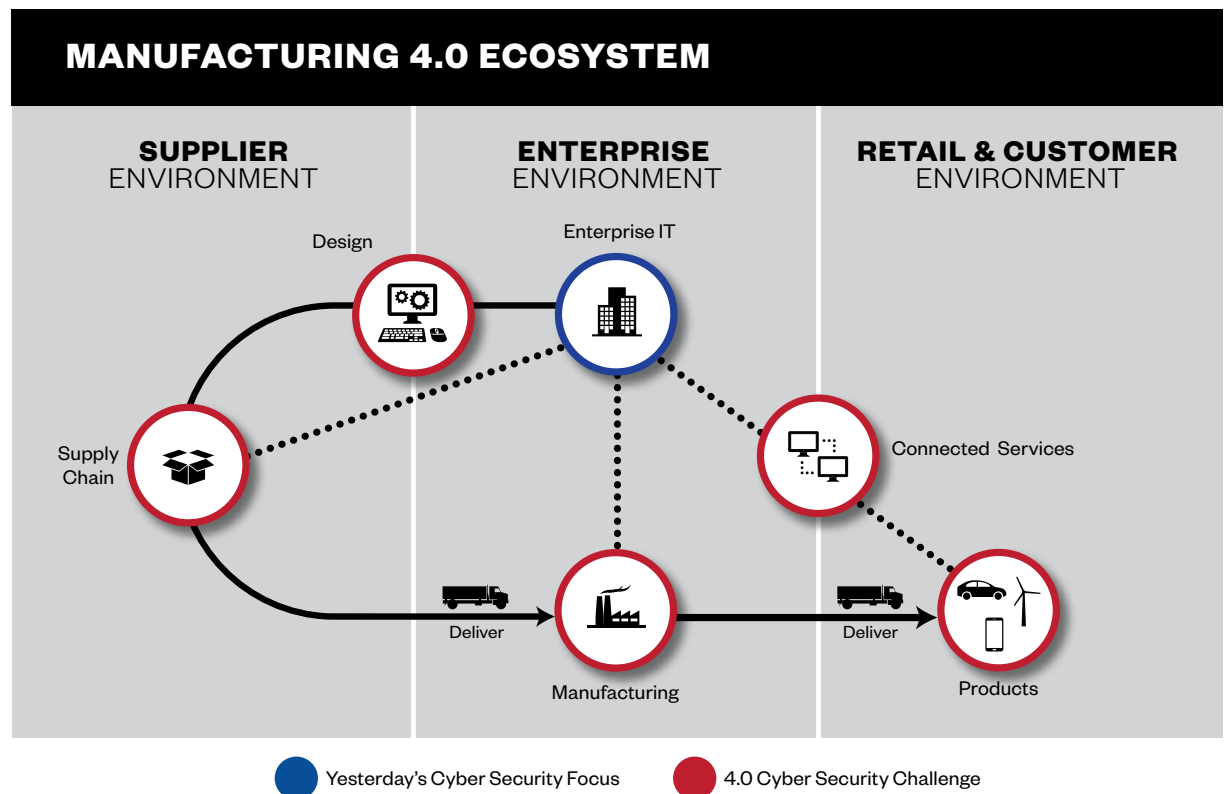 MANUFACTURING 4.0 ECOSYSTEM
SUPPLIER
ENVIRONMENT
ENTERPRISE
ENVIRONMENT
RETAIL & CUSTOMER
ENVIRONMENT
Design
Enterprise IT
Supply
Chain
Connected Services
Deliver
Deliver
Manufacturing
Products
Yesterday's Cyber Security Focus
4.0 Cyber Security Challenge